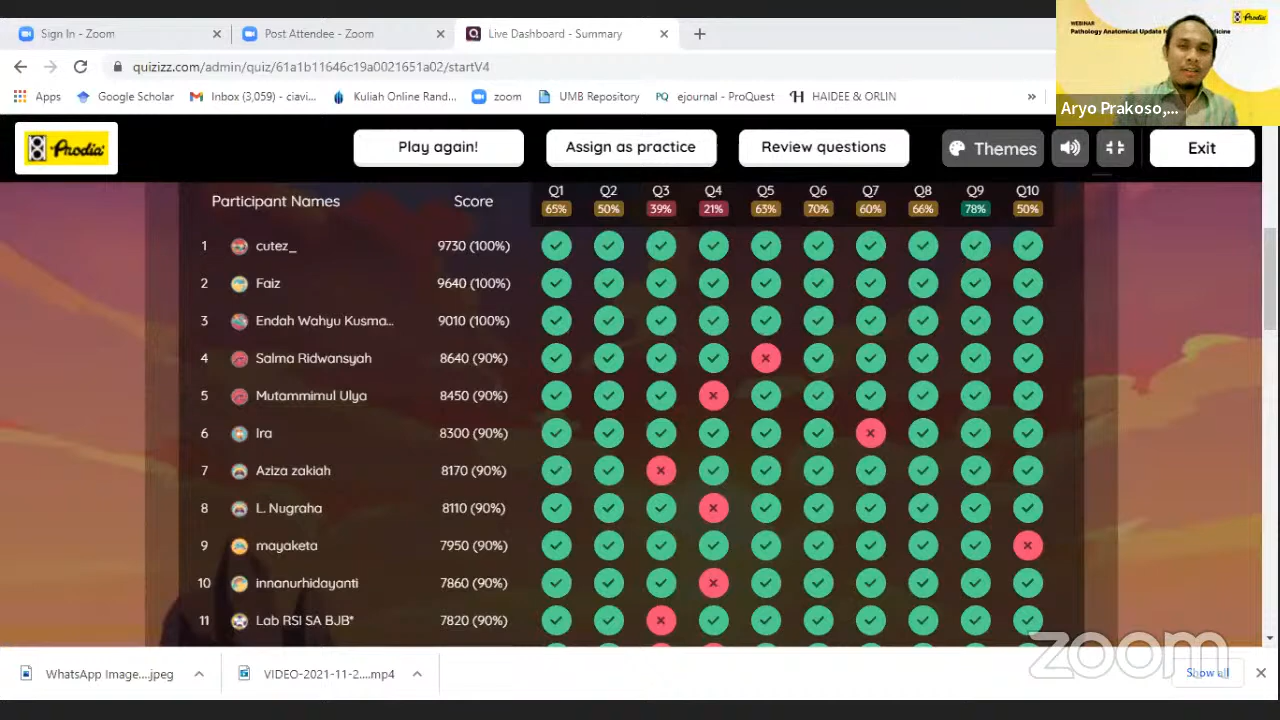 Sign In - Zoom
Post Attendee - Zoom
Live Dashboard - Summary
quizizz.com/admin/quiz/61a1b11646c19a0021651a02/startV4
Apps
Google Scholar
Inbox (3,059) - ciavi...
Kuliah Online Rand...
zoom
UMB Repository
PQ ejournal - ProQuest
HAIDEE & ORLIN
»
Prodia
WEBINAR
Pathology Anatomical Update
Aryo Prakoso,...
Prodia
Play again!
Assign as practice
Review questions
Themes
Exit
Participant Names Score Q1 Q2 Q3 Q4 Q5 Q6 Q7 Q8 Q9 Q10
65% 50% 39% 21% 63% 70% 60% 66% 78% 50%
1 cutez_ 9730 (100%)
2 Faiz 9640 (100%)
3 Endah Wahyu Kusma... 9010 (100%)
4 Salma Ridwansyah 8640 (90%)
5 Mutammimul Ulya 8450 (90%)
6 Ira 8300 (90%)
7 Aziza zakiah 8170 (90%)
8 L. Nugraha 8110 (90%)
9 mayaketa 7950 (90%)
10 innanurhidayanti 7860 (90%)
11 Lab RSI SA BJB* 7820 (90%)
zoom
WhatsApp Image....jpeg
VIDEO-2021-11-2....mp4
Show all